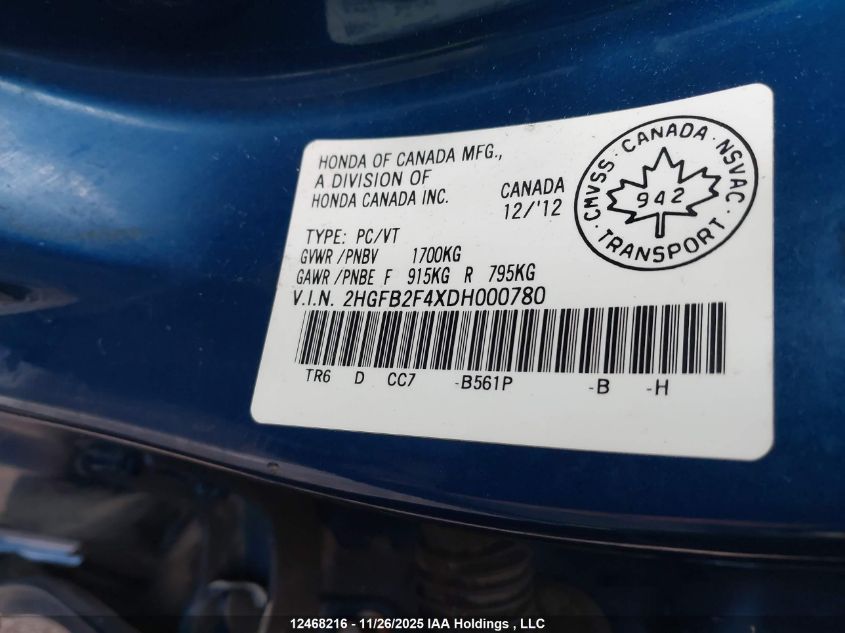 HONDA OF CANADA MFG.,
A DIVISION OF
HONDA CANADA INC.
CANADA
12/'12
CMVSS · CANADA · NSVAC
942
TRANSPORT
TYPE: PC/VT
GVWR/PNBV 1700KG
GAWR/PNBE F 915KG R 795KG
V.I.N. 2HGFB2F4XDH000780
TR6 D CC7 -B561P -B -H
12468216 - 11/26/2025 IAA Holdings , LLC